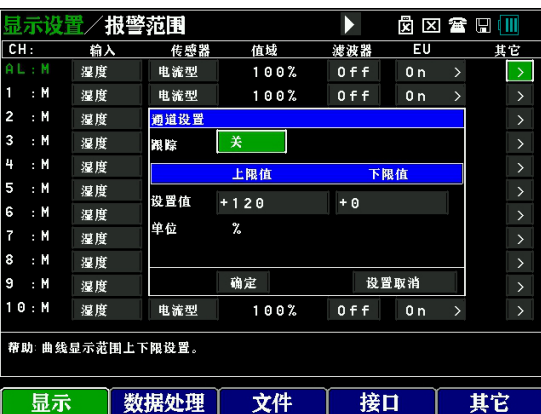 显示设置/报警范围
CH: 输入 传感器 值域 滤波器 EU 其它
AL:M 湿度 电流型 100% Off On > >
1 :M 湿度 电流型 100% Off On > >
2 :M 湿度 >
3 :M 湿度 >
4 :M 湿度 >
5 :M 湿度 >
6 :M 湿度 >
7 :M 湿度 >
8 :M 湿度 >
9 :M 湿度 >
10:M 湿度 电流型 100% Off On > >
通道设置
跟踪 关
上限值 下限值
设置值 +120 +0
单位 %
确定 设置取消
帮助:曲线显示范围上下限设置。
显示 数据处理 文件 接口 其它